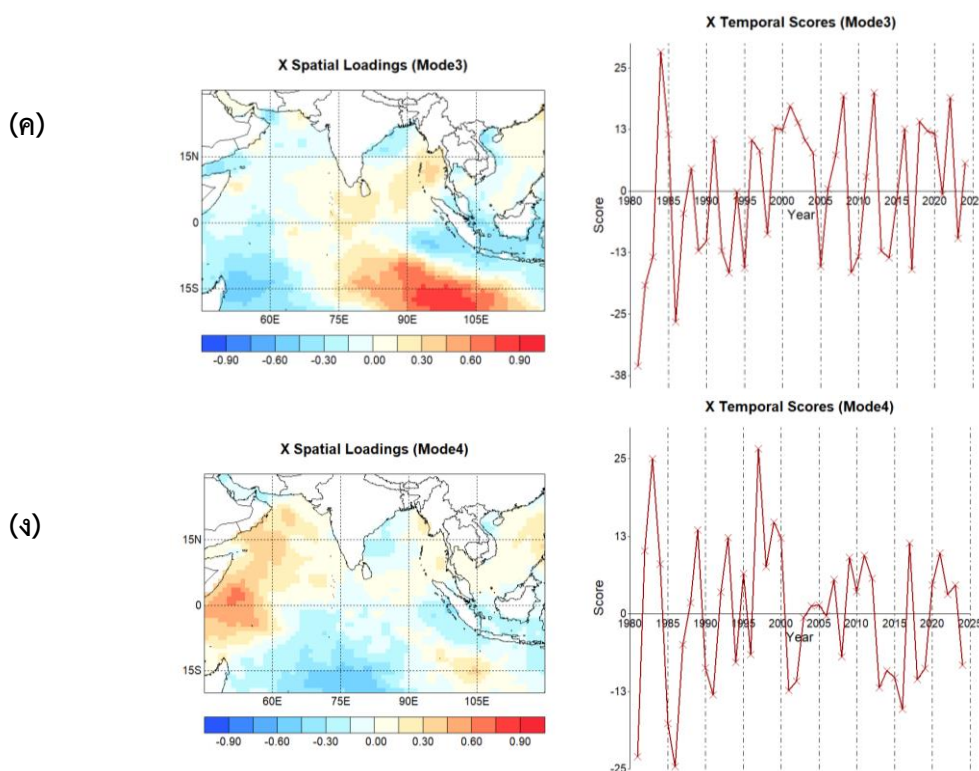 X Temporal Scores (Mode3)
X Spatial Loadings (Mode3)
(ค)
15N
0
15S
60E 75E 90E 105E
-0.90 -0.60 -0.30 0.00 0.30 0.60 0.90
25
13
0
-13
-25
-38
Score
1980 1985 1990 1995 2000 2005 2010 2015 2020 202
Year
X Temporal Scores (Mode4)
X Spatial Loadings (Mode4)
(ง)
15N
0
15S
60E 75E 90E 105E
-0.90 -0.60 -0.30 0.00 0.30 0.60 0.90
25
13
0
-13
-25
Score
1980 1985 1990 1995 2000 2005 2010 2015 2020 2025
Year